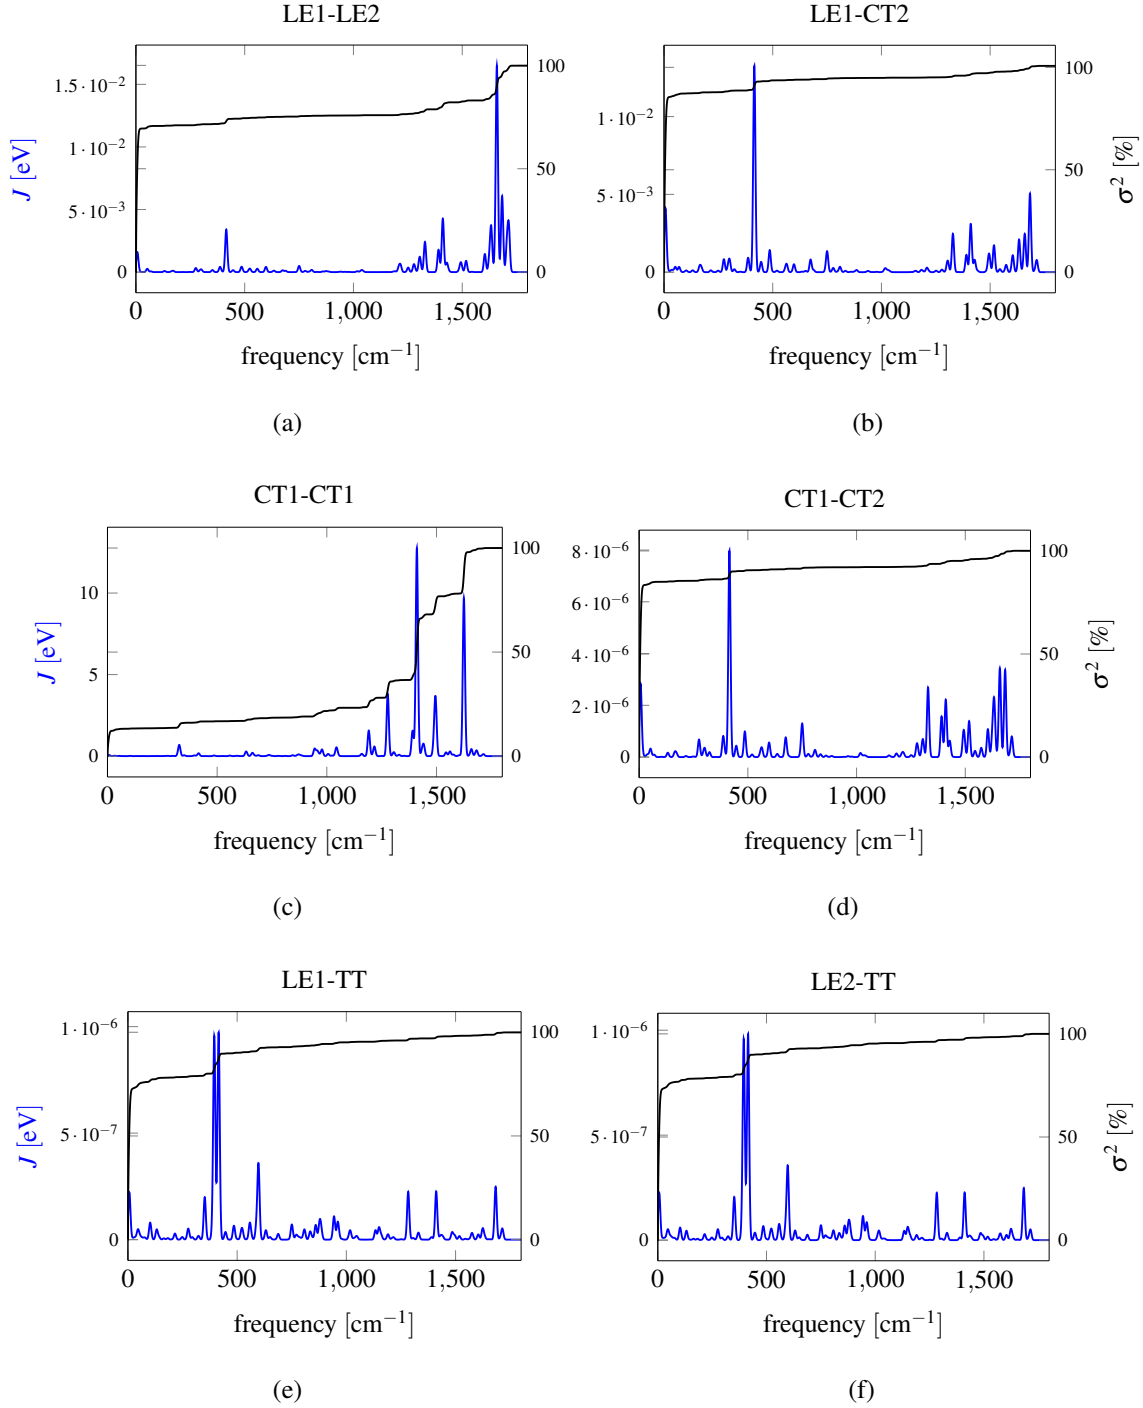 LE1-LE2
LE1-CT2
1.5 · 10⁻²
1 · 10⁻²
5 · 10⁻³
0
100
50
0
1 · 10⁻²
5 · 10⁻³
0
100
50
0
J [eV]
σ² [%]
0 500 1,000 1,500
0 500 1,000 1,500
frequency [cm⁻¹]
frequency [cm⁻¹]
(a)
(b)
CT1-CT1
CT1-CT2
10
5
0
100
50
0
8 · 10⁻⁶
6 · 10⁻⁶
4 · 10⁻⁶
2 · 10⁻⁶
0
100
50
0
J [eV]
σ² [%]
0 500 1,000 1,500
0 500 1,000 1,500
frequency [cm⁻¹]
frequency [cm⁻¹]
(c)
(d)
LE1-TT
LE2-TT
1 · 10⁻⁶
5 · 10⁻⁷
0
100
50
0
1 · 10⁻⁶
5 · 10⁻⁷
0
100
50
0
J [eV]
σ² [%]
0 500 1,000 1,500
0 500 1,000 1,500
frequency [cm⁻¹]
frequency [cm⁻¹]
(e)
(f)